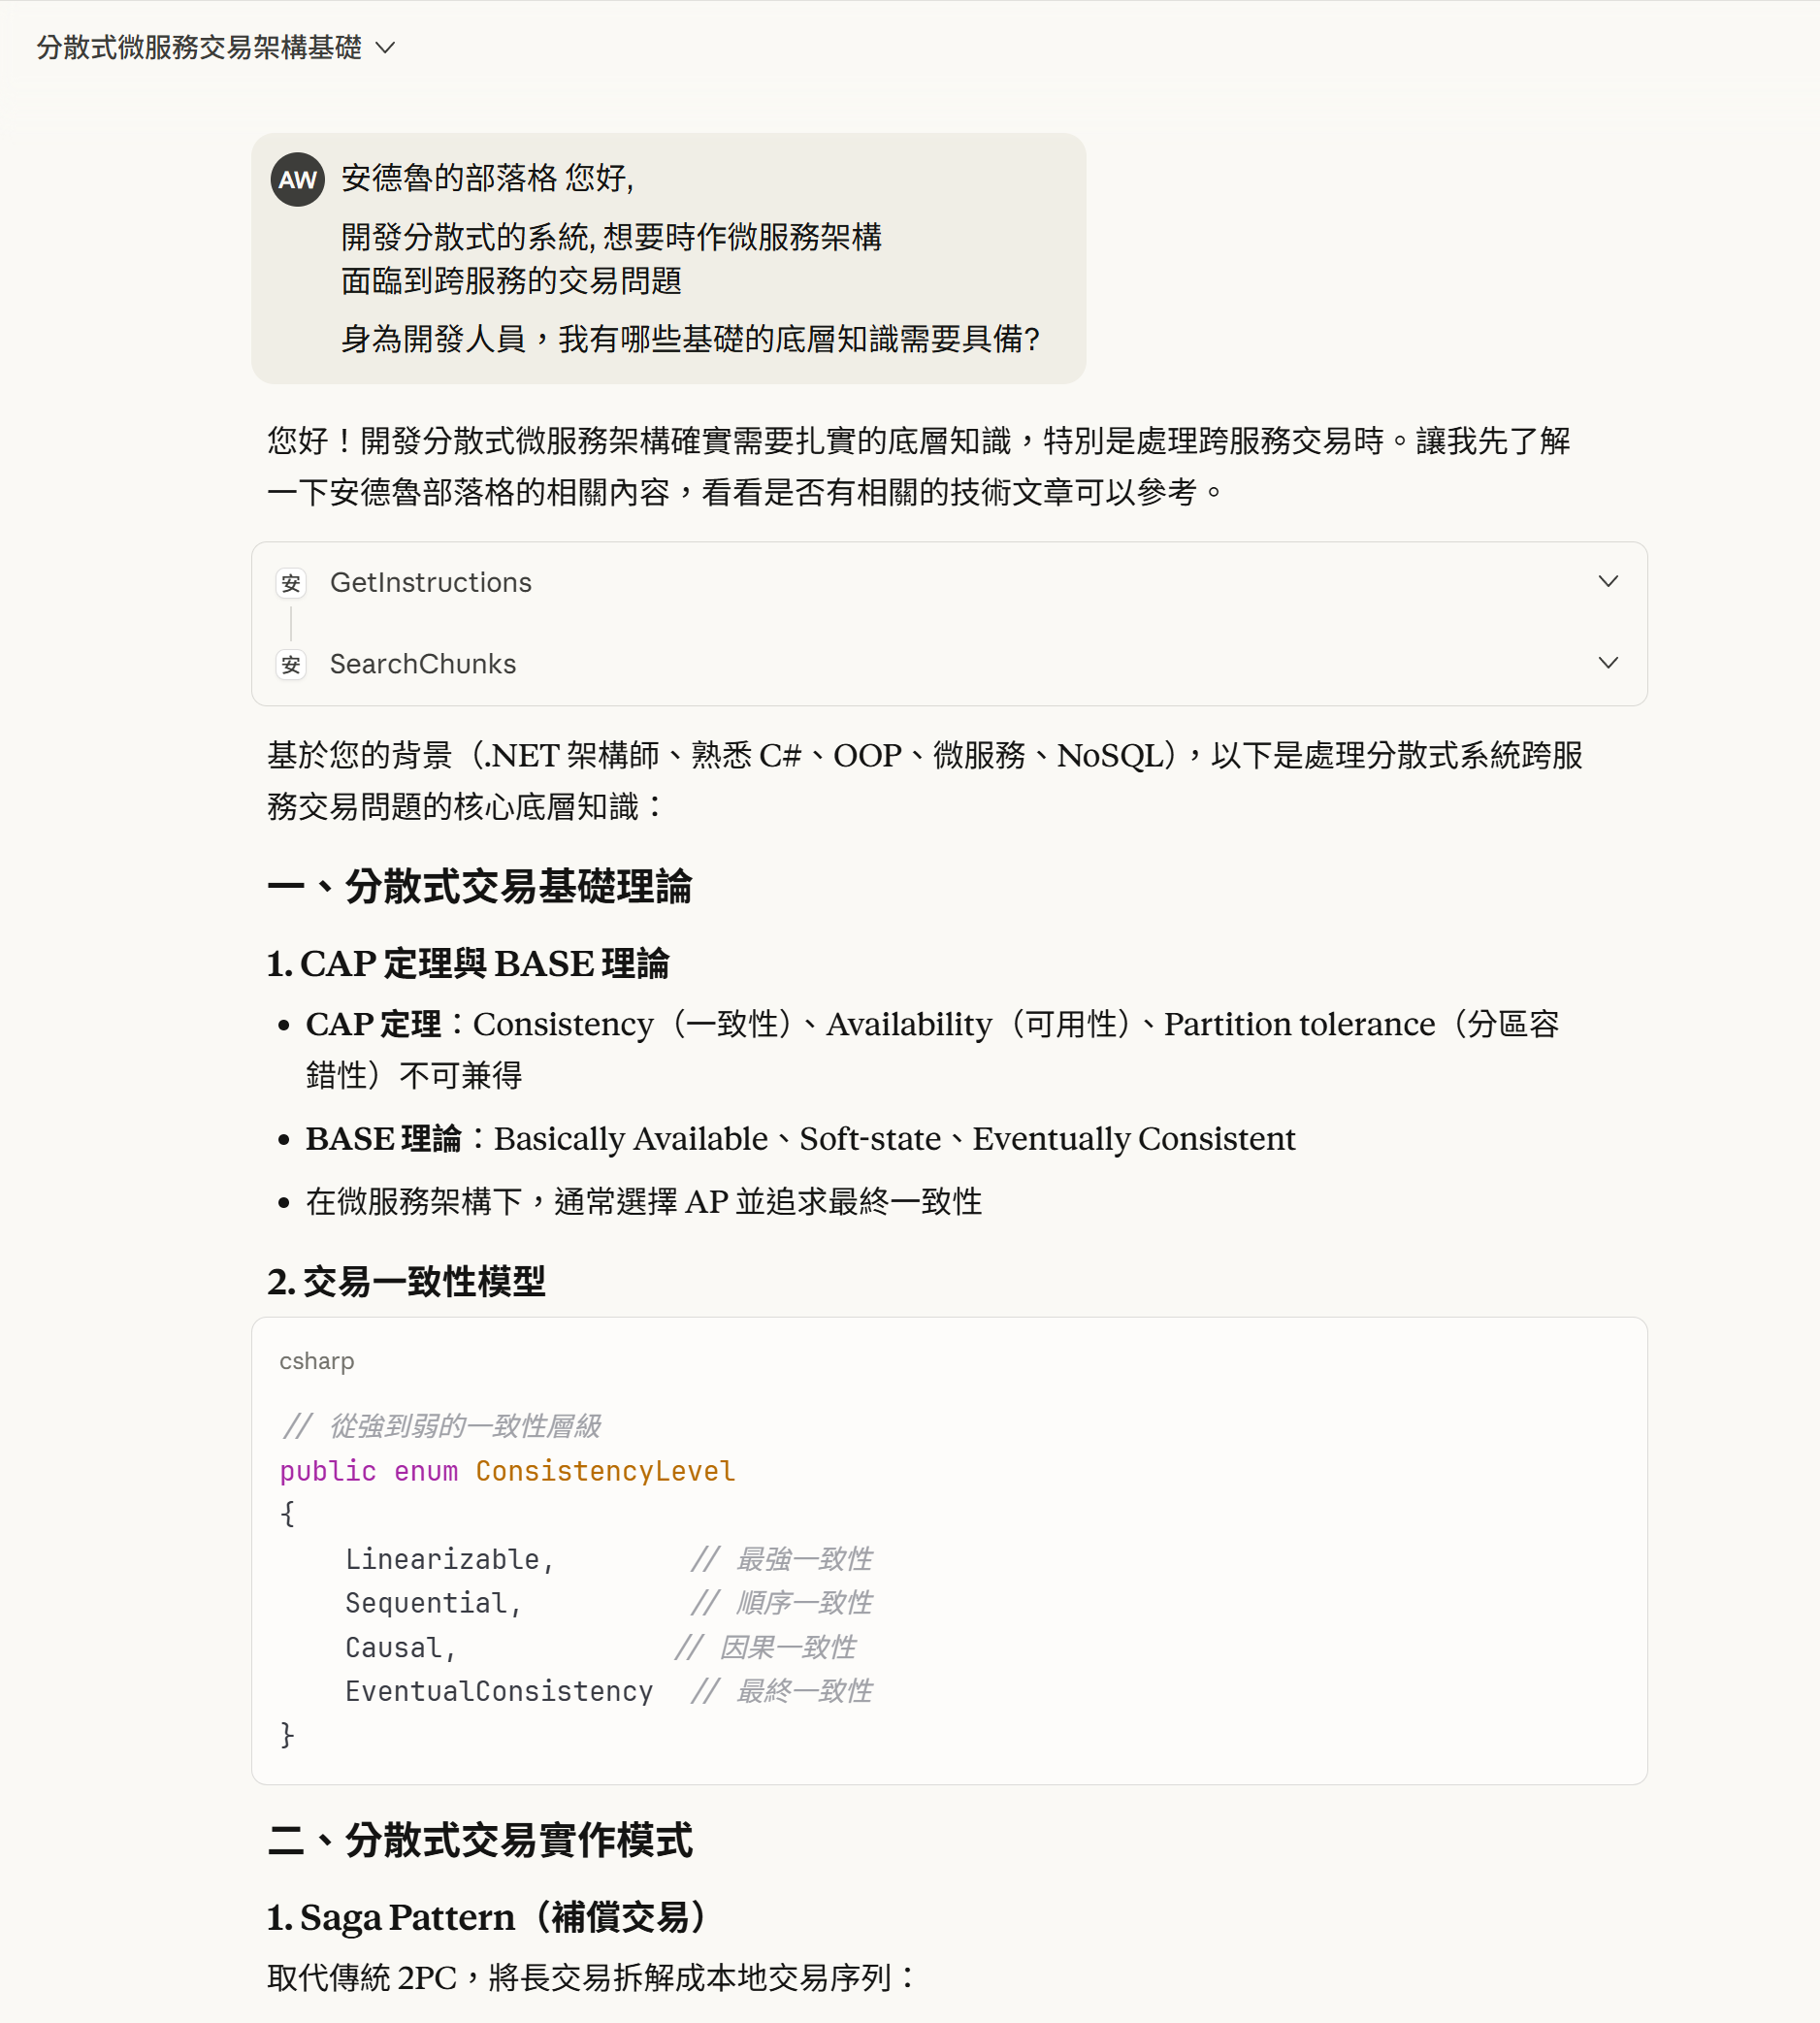 分散式微服務交易架構基礎
AW
安德魯的部落格 您好,
開發分散式的系統, 想要時作微服務架構
面臨到跨服務的交易問題
身為開發人員，我有哪些基礎的底層知識需要具備?
您好！開發分散式微服務架構確實需要扎實的底層知識，特別是處理跨服務交易時。讓我先了解
一下安德魯部落格的相關內容，看看是否有相關的技術文章可以參考。
安 GetInstructions
安 SearchChunks
基於您的背景（.NET 架構師、熟悉 C#、OOP、微服務、NoSQL），以下是處理分散式系統跨服
務交易問題的核心底層知識：
一、分散式交易基礎理論
1. CAP 定理與 BASE 理論
• CAP 定理：Consistency（一致性）、Availability（可用性）、Partition tolerance（分區容
錯性）不可兼得
• BASE 理論：Basically Available、Soft-state、Eventually Consistent
• 在微服務架構下，通常選擇 AP 並追求最終一致性
2. 交易一致性模型
csharp
// 從強到弱的一致性層級
public enum ConsistencyLevel
{
    Linearizable,        // 最強一致性
    Sequential,          // 順序一致性
    Causal,             // 因果一致性
    EventualConsistency  // 最終一致性
}
二、分散式交易實作模式
1. Saga Pattern（補償交易）
取代傳統 2PC，將長交易拆解成本地交易序列：